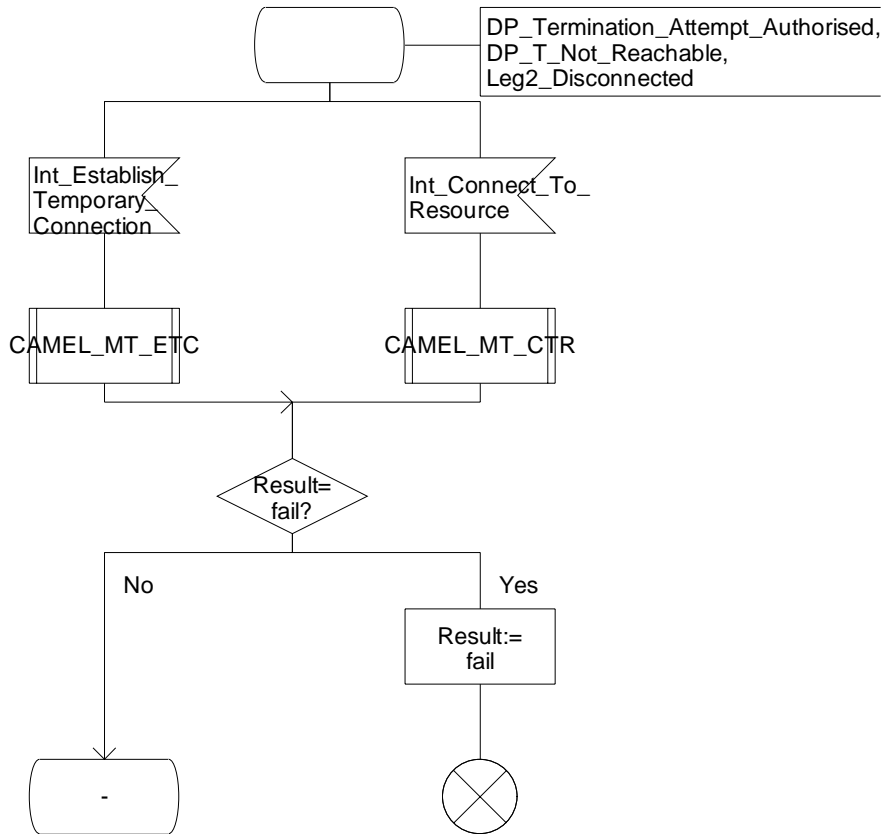 DP_Termination_Attempt_Authorised,
DP_T_Not_Reachable,
Leg2_Disconnected
Int_Establish_
Temporary_
Connection
Int_Connect_To_
Resource
CAMEL_MT_ETC
CAMEL_MT_CTR
Result=
fail?
No
Yes
Result:=
fail
-